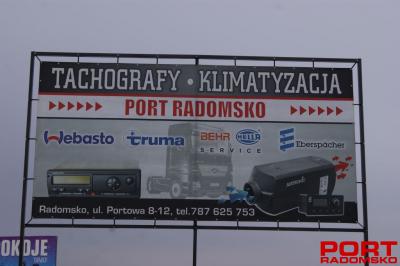 TACHOGRAFY · KLIMATYZACJA
PORT RADOMSKO
Webasto truma BEHR HELLA SERVICE Eberspächer
Radomsko, ul. Portowa 8-12, tel.787 625 753
POKOJE
PORT
RADOMSKO